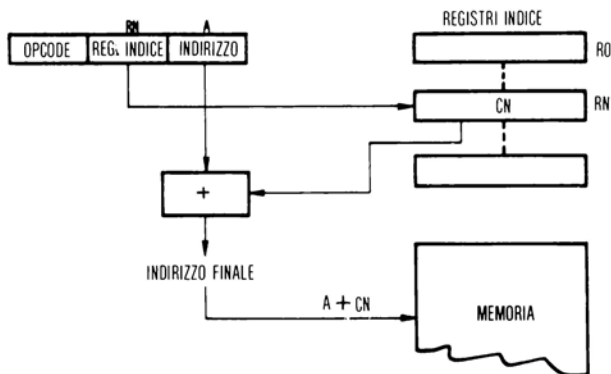 RN A
OPCODE REG. INDICE INDIRIZZO
REGISTRI INDICE
R0
CN RN
+
INDIRIZZO FINALE
A + CN
MEMORIA